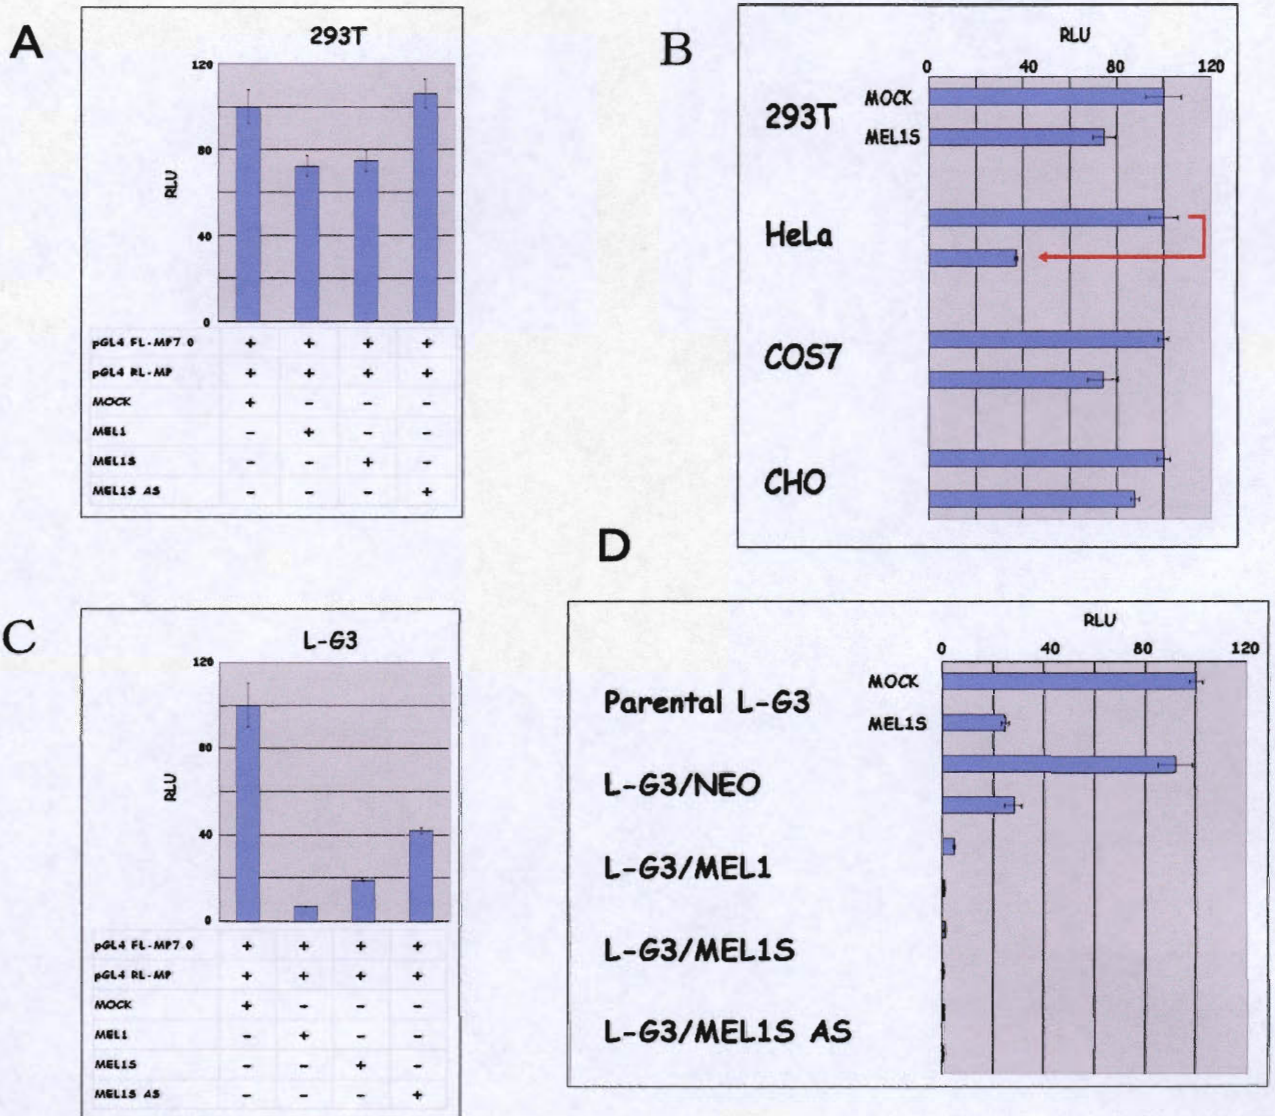 A
293T
120
80
RLU
40
0
pGL4 FL-MP7.0 + + + +
pGL4 RL-MP + + + +
MOCK + - - -
MEL1 - + - -
MEL1S - - + -
MEL1S AS - - - +
B
RLU
0 40 80 120
293T
MOCK
MEL1S
HeLa
COS7
CHO
C
L-G3
120
80
RLU
40
0
pGL4 FL-MP7.0 + + + +
pGL4 RL-MP + + + +
MOCK + - - -
MEL1 - + - -
MEL1S - - + -
MEL1S AS - - - +
D
RLU
0 40 80 120
Parental L-G3
MOCK
MEL1S
L-G3/NEO
L-G3/MEL1
L-G3/MEL1S
L-G3/MEL1S AS